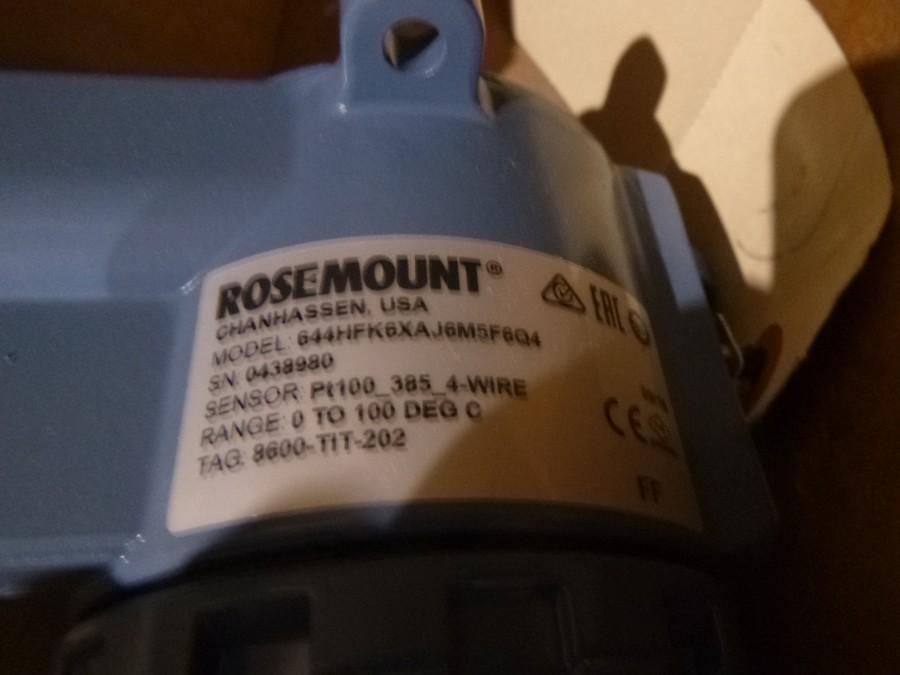 ROSEMOUNT®
CHANHASSEN, USA
MODEL: 644HFK6XAJ6M5F6Q4
SN: 0438980
SENSOR: Pt100_385_4-WIRE
RANGE: 0 TO 100 DEG C
TAG: 8600-TIT-202
EAC
CE
FF